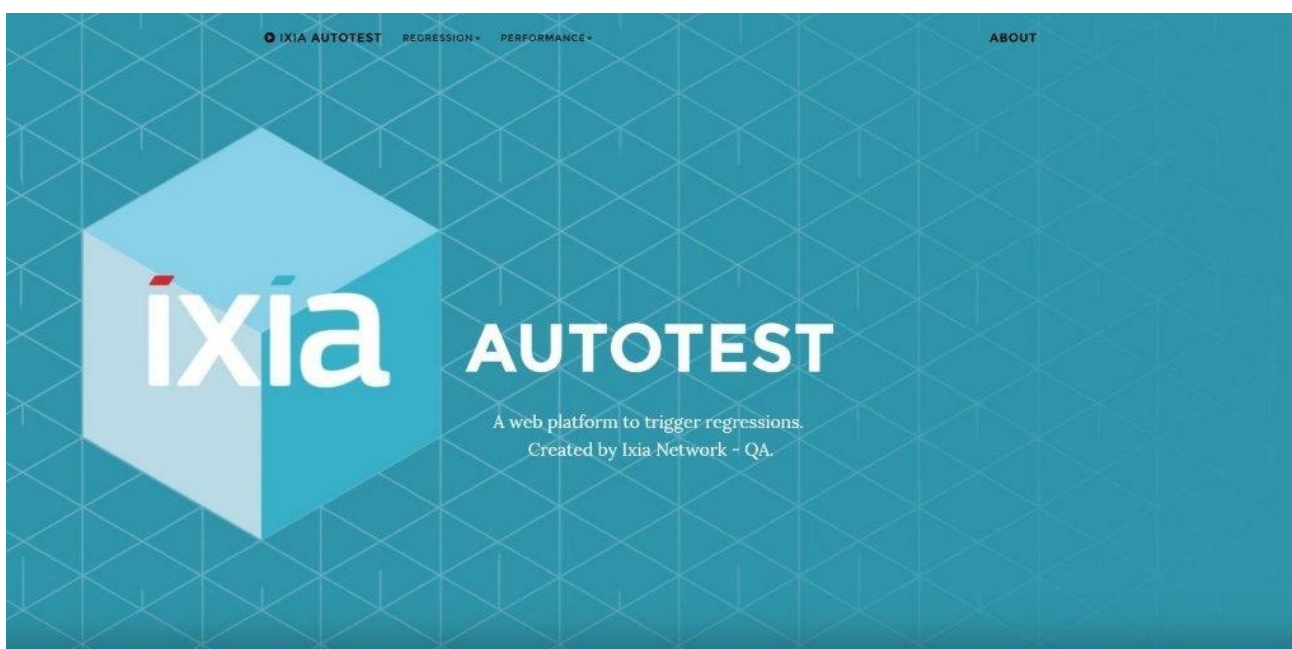 IXIA AUTOTEST REGRESSION PERFORMANCE ABOUT
ixia
AUTOTEST
A web platform to trigger regressions.
Created by Ixia Network - QA.